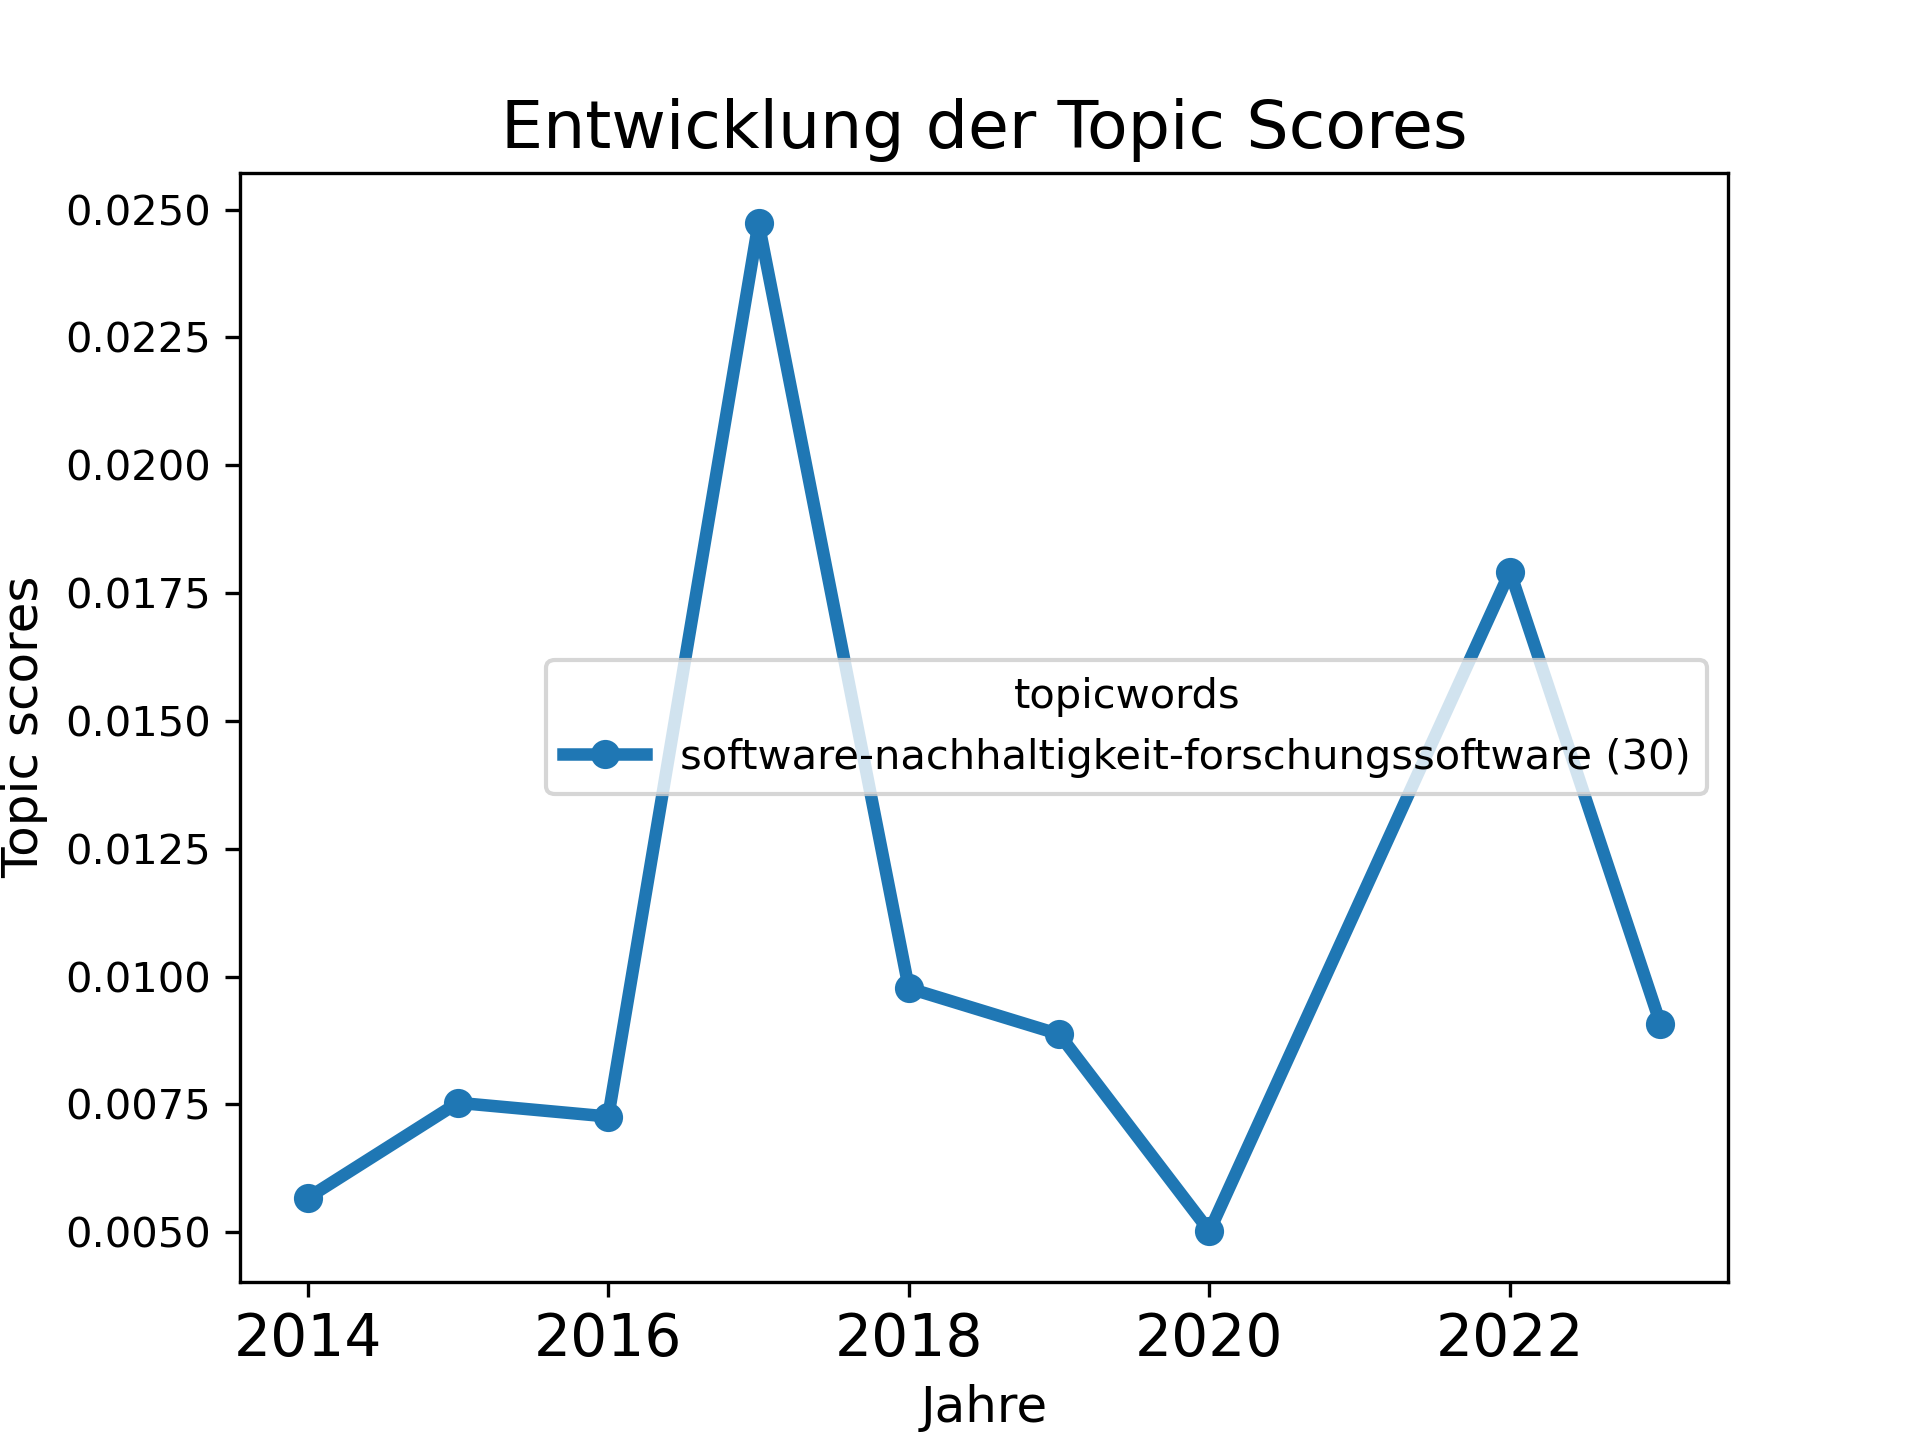 Entwicklung der Topic Scores
Topic scores
0.0250
0.0225
0.0200
0.0175
0.0150
0.0125
0.0100
0.0075
0.0050
topicwords
software-nachhaltigkeit-forschungssoftware (30)
2014 2016 2018 2020 2022
Jahre